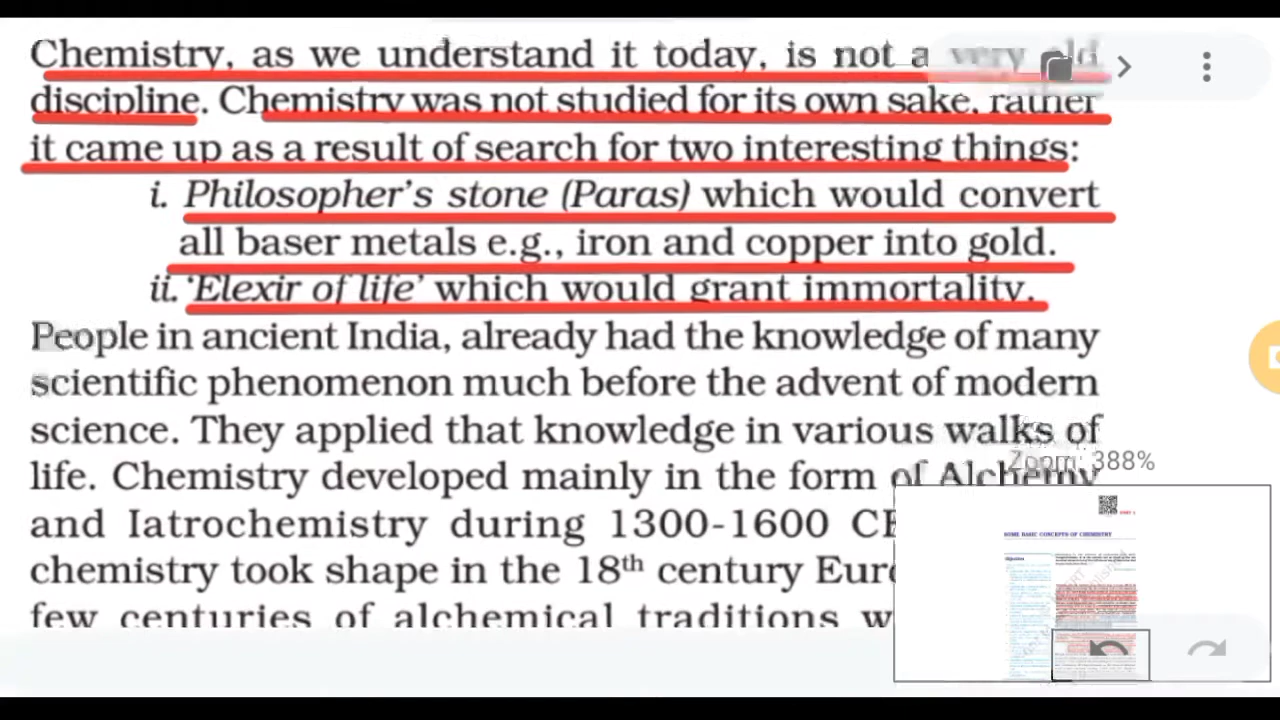 Chemistry, as we understand it today, is not a very old
discipline. Chemistry was not studied for its own sake, rather
it came up as a result of search for two interesting things:
i. Philosopher's stone (Paras) which would convert
all baser metals e.g., iron and copper into gold.
ii. 'Elexir of life' which would grant immortality.
People in ancient India, already had the knowledge of many
scientific phenomenon much before the advent of modern
science. They applied that knowledge in various walks of
life. Chemistry developed mainly in the form of Alchemy
and Iatrochemistry during 1300-1600 CE
chemistry took shape in the 18th century Euro
few centuries of alchemical traditions w
Zoom: 388%
SOME BASIC CONCEPTS OF CHEMISTRY
Objectives